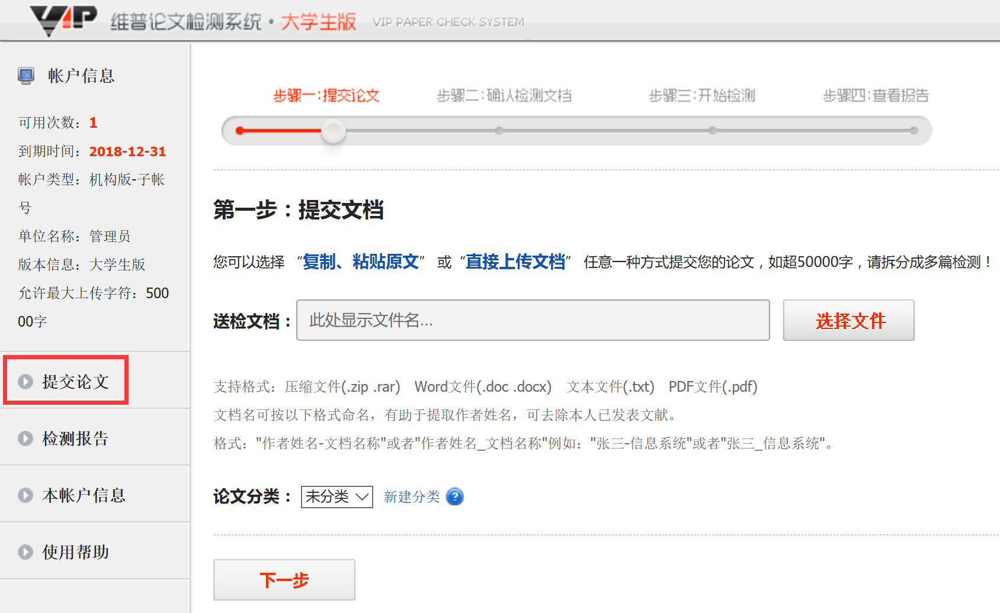 VIP 维普论文检测系统·大学生版 VIP PAPER CHECK SYSTEM
帐户信息
可用次数：1
到期时间：2018-12-31
帐户类型：机构版-子帐
号
单位名称：管理员
版本信息：大学生版
允许最大上传字符：500
00字
提交论文
检测报告
本帐户信息
使用帮助
步骤一:提交论文 步骤二:确认检测文档 步骤三:开始检测 步骤四:查看报告
第一步：提交文档
您可以选择 “复制、粘贴原文” 或“直接上传文档” 任意一种方式提交您的论文，如超50000字，请拆分成多篇检测！
送检文档： 此处显示文件名... 选择文件
支持格式：压缩文件(.zip .rar) Word文件(.doc .docx) 文本文件(.txt) PDF文件(.pdf)
文档名可按以下格式命名，有助于提取作者姓名，可去除本人已发表文献。
格式："作者姓名-文档名称"或者"作者姓名_文档名称"例如："张三-信息系统"或者"张三_信息系统"。
论文分类： 未分类 新建分类 ?
下一步